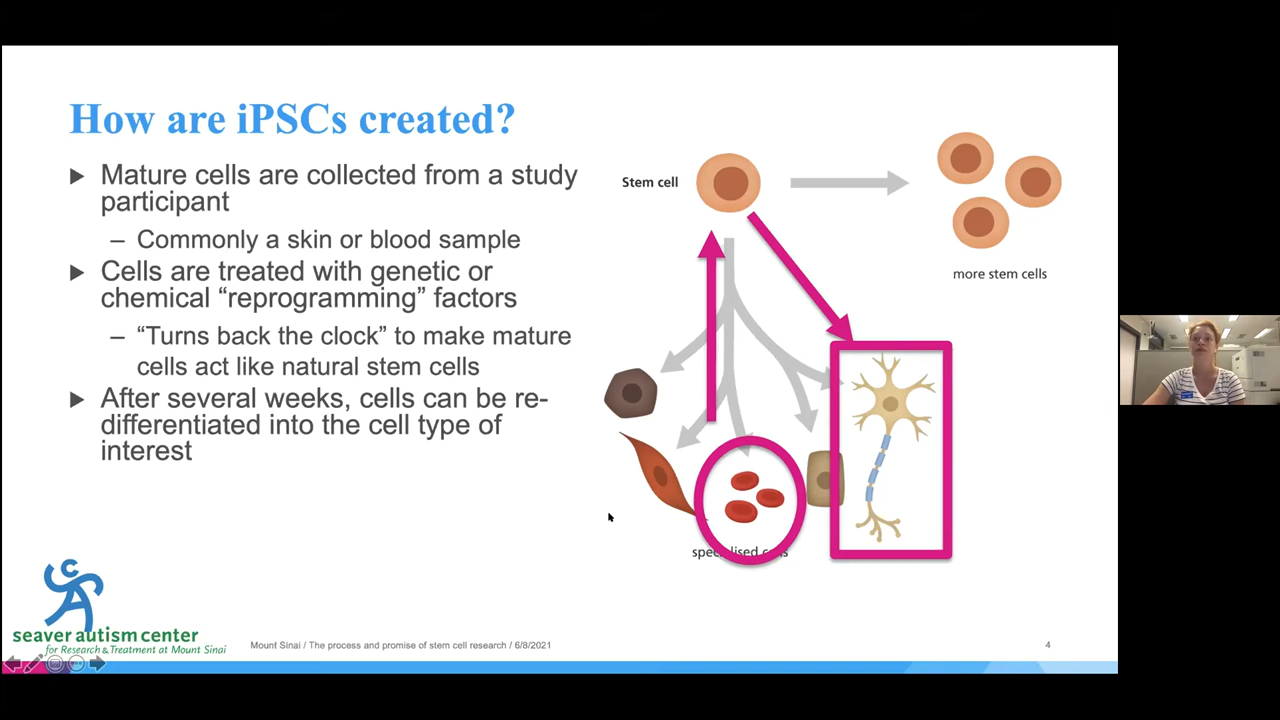 How are iPSCs created?
Mature cells are collected from a study
participant
– Commonly a skin or blood sample
Cells are treated with genetic or
chemical “reprogramming” factors
– “Turns back the clock” to make mature
cells act like natural stem cells
After several weeks, cells can be re-
differentiated into the cell type of
interest
Stem cell
more stem cells
specialised cells
seaver autism center
for Research & Treatment at Mount Sinai
Mount Sinai / The process and promise of stem cell research / 6/8/2021
4